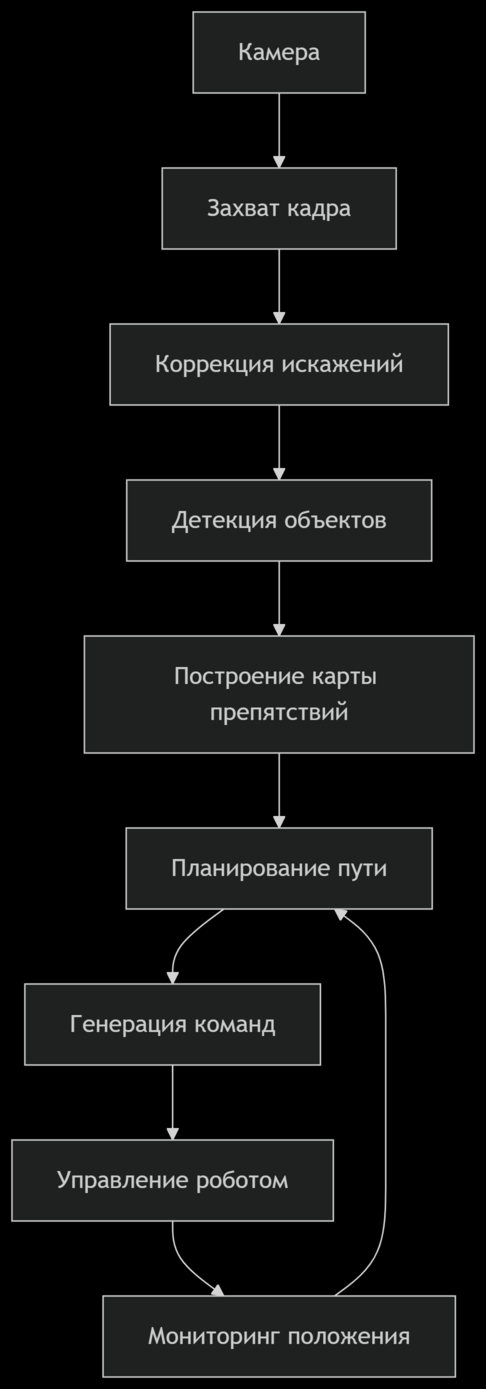 Камера
Захват кадра
Коррекция искажений
Детекция объектов
Построение карты
препятствий
Планирование пути
Генерация команд
Управление роботом
Мониторинг положения